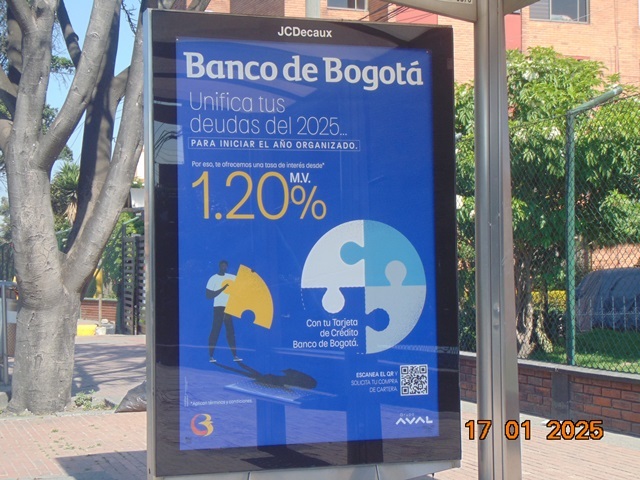 JCDecaux
Banco de Bogotá
Unifica tus
deudas del 2025...
PARA INICIAR EL AÑO ORGANIZADO.
Por eso, te ofrecemos una tasa de interés desde*
1.20% M.V.
Con tu Tarjeta
de Crédito
Banco de Bogotá.
ESCANEA EL QR Y
SOLICITA TU COMPRA
DE CARTERA
GRUPO
AVAL
17 01 2025